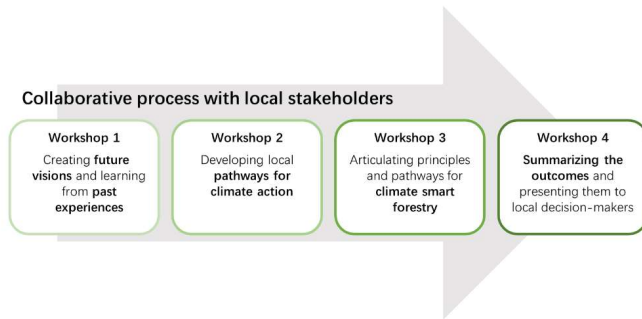 Collaborative process with local stakeholders
Workshop 1
Creating future
visions and learning
from past
experiences
Workshop 2
Developing local
pathways for
climate action
Workshop 3
Articulating principles
and pathways for
climate smart
forestry
Workshop 4
Summarizing the
outcomes and
presenting them to
local decision-makers